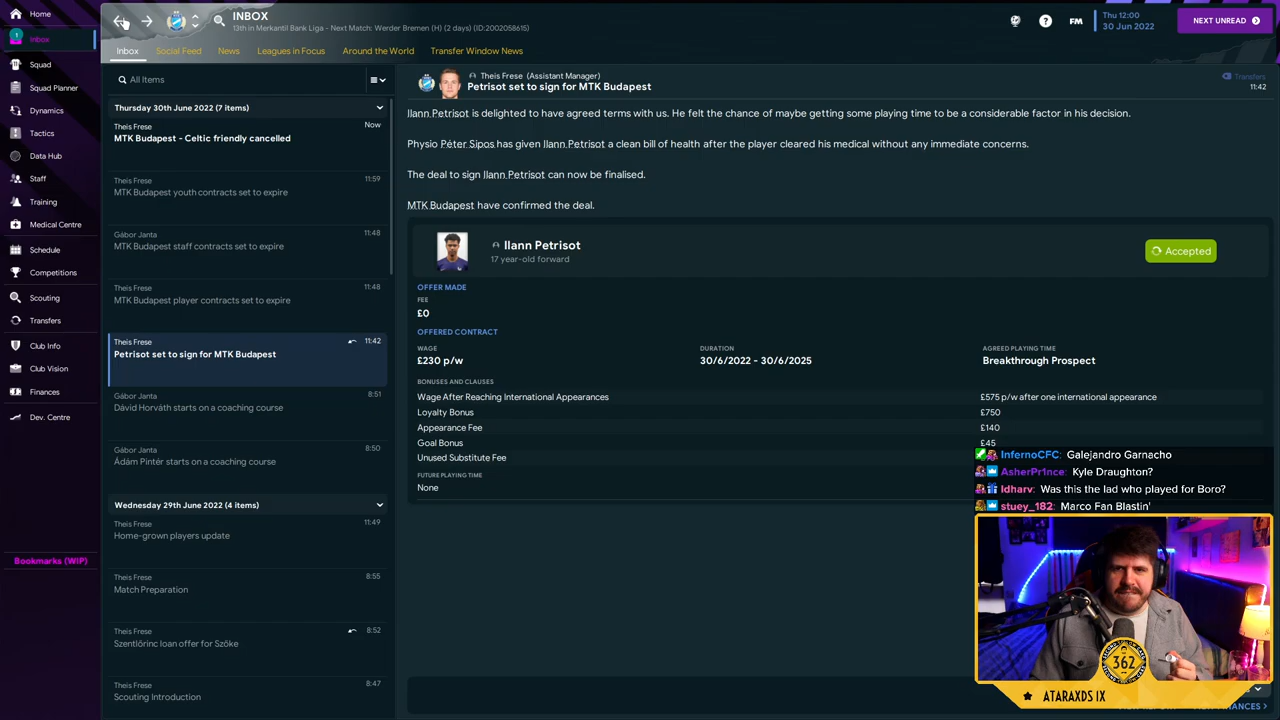 Home
INBOX
13th in Merkantil Bank Liga - Next Match: Werder Bremen (H) (2 days) (ID:2002058615)
FM
Thu 12:00
30 Jun 2022
NEXT UNREAD
1
Inbox
Inbox
Social Feed
News
Leagues in Focus
Around the World
Transfer Window News
Squad
Squad Planner
Dynamics
Tactics
Data Hub
Staff
Training
Medical Centre
Schedule
Competitions
Scouting
Transfers
Club Info
Club Vision
Finances
Dev. Centre
Bookmarks (WIP)
All Items
Thursday 30th June 2022 (7 items)
Theis Frese
Now
MTK Budapest - Celtic friendly cancelled
Theis Frese
11:59
MTK Budapest youth contracts set to expire
Gábor Janta
11:48
MTK Budapest staff contracts set to expire
Theis Frese
11:48
MTK Budapest player contracts set to expire
Theis Frese
11:42
Petrisot set to sign for MTK Budapest
Gábor Janta
8:51
Dávid Horváth starts on a coaching course
Gábor Janta
8:50
Ádám Pintér starts on a coaching course
Wednesday 29th June 2022 (4 items)
Theis Frese
11:49
Home-grown players update
Theis Frese
8:55
Match Preparation
Theis Frese
8:52
Szentlőrinc loan offer for Szőke
Theis Frese
8:47
Scouting Introduction
Theis Frese (Assistant Manager)
Petrisot set to sign for MTK Budapest
Transfers
11:42
Ilann Petrisot is delighted to have agreed terms with us. He felt the chance of maybe getting some playing time to be a considerable factor in his decision.
Physio Péter Sipos has given Ilann Petrisot a clean bill of health after the player cleared his medical without any immediate concerns.
The deal to sign Ilann Petrisot can now be finalised.
MTK Budapest have confirmed the deal.
Ilann Petrisot
17 year-old forward
Accepted
OFFER MADE
FEE
£0
OFFERED CONTRACT
WAGE
£230 p/w
DURATION
30/6/2022 - 30/6/2025
AGREED PLAYING TIME
Breakthrough Prospect
BONUSES AND CLAUSES
Wage After Reaching International Appearances
£575 p/w after one international appearance
Loyalty Bonus
£750
Appearance Fee
£140
Goal Bonus
£45
Unused Substitute Fee
FUTURE PLAYING TIME
None
InfernoCFC: Galejandro Garnacho
AsherPr1nce: Kyle Draughton?
ldharv: Was this the lad who played for Boro?
stuey_182: Marco Fan Blastin'
362
ATARAXDS IX